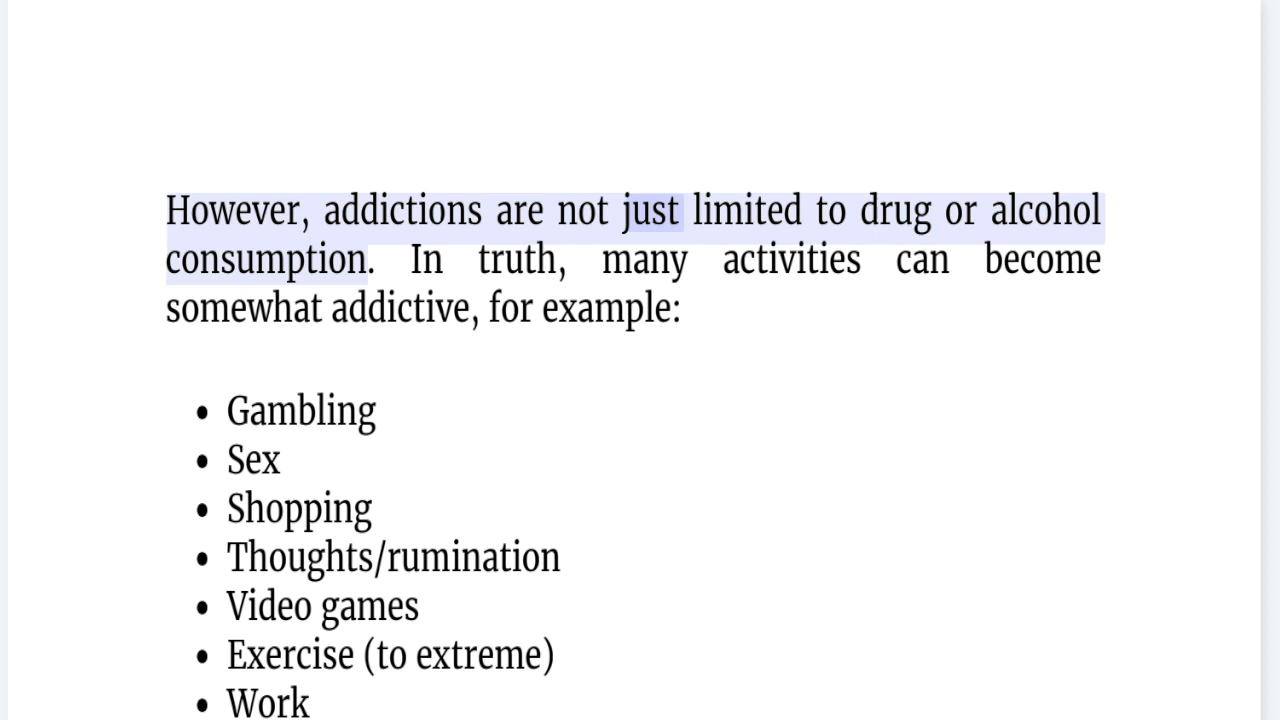 However, addictions are not just limited to drug or alcohol
consumption. In truth, many activities can become
somewhat addictive, for example:
• Gambling
• Sex
• Shopping
• Thoughts/rumination
• Video games
• Exercise (to extreme)
• Work